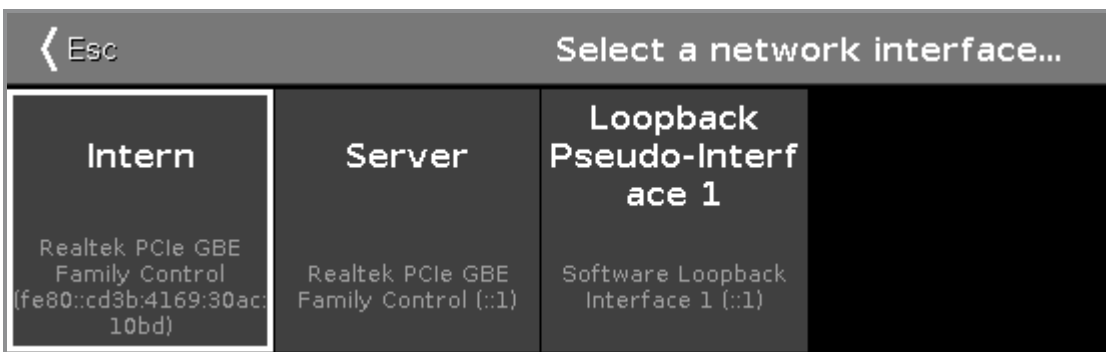 Esc
Select a network interface...
Intern
Realtek PCIe GBE
Family Control
(fe80::cd3b:4169:30ac:
10bd)
Server
Realtek PCIe GBE
Family Control (::1)
Loopback
Pseudo-Interf
ace 1
Software Loopback
Interface 1 (::1)